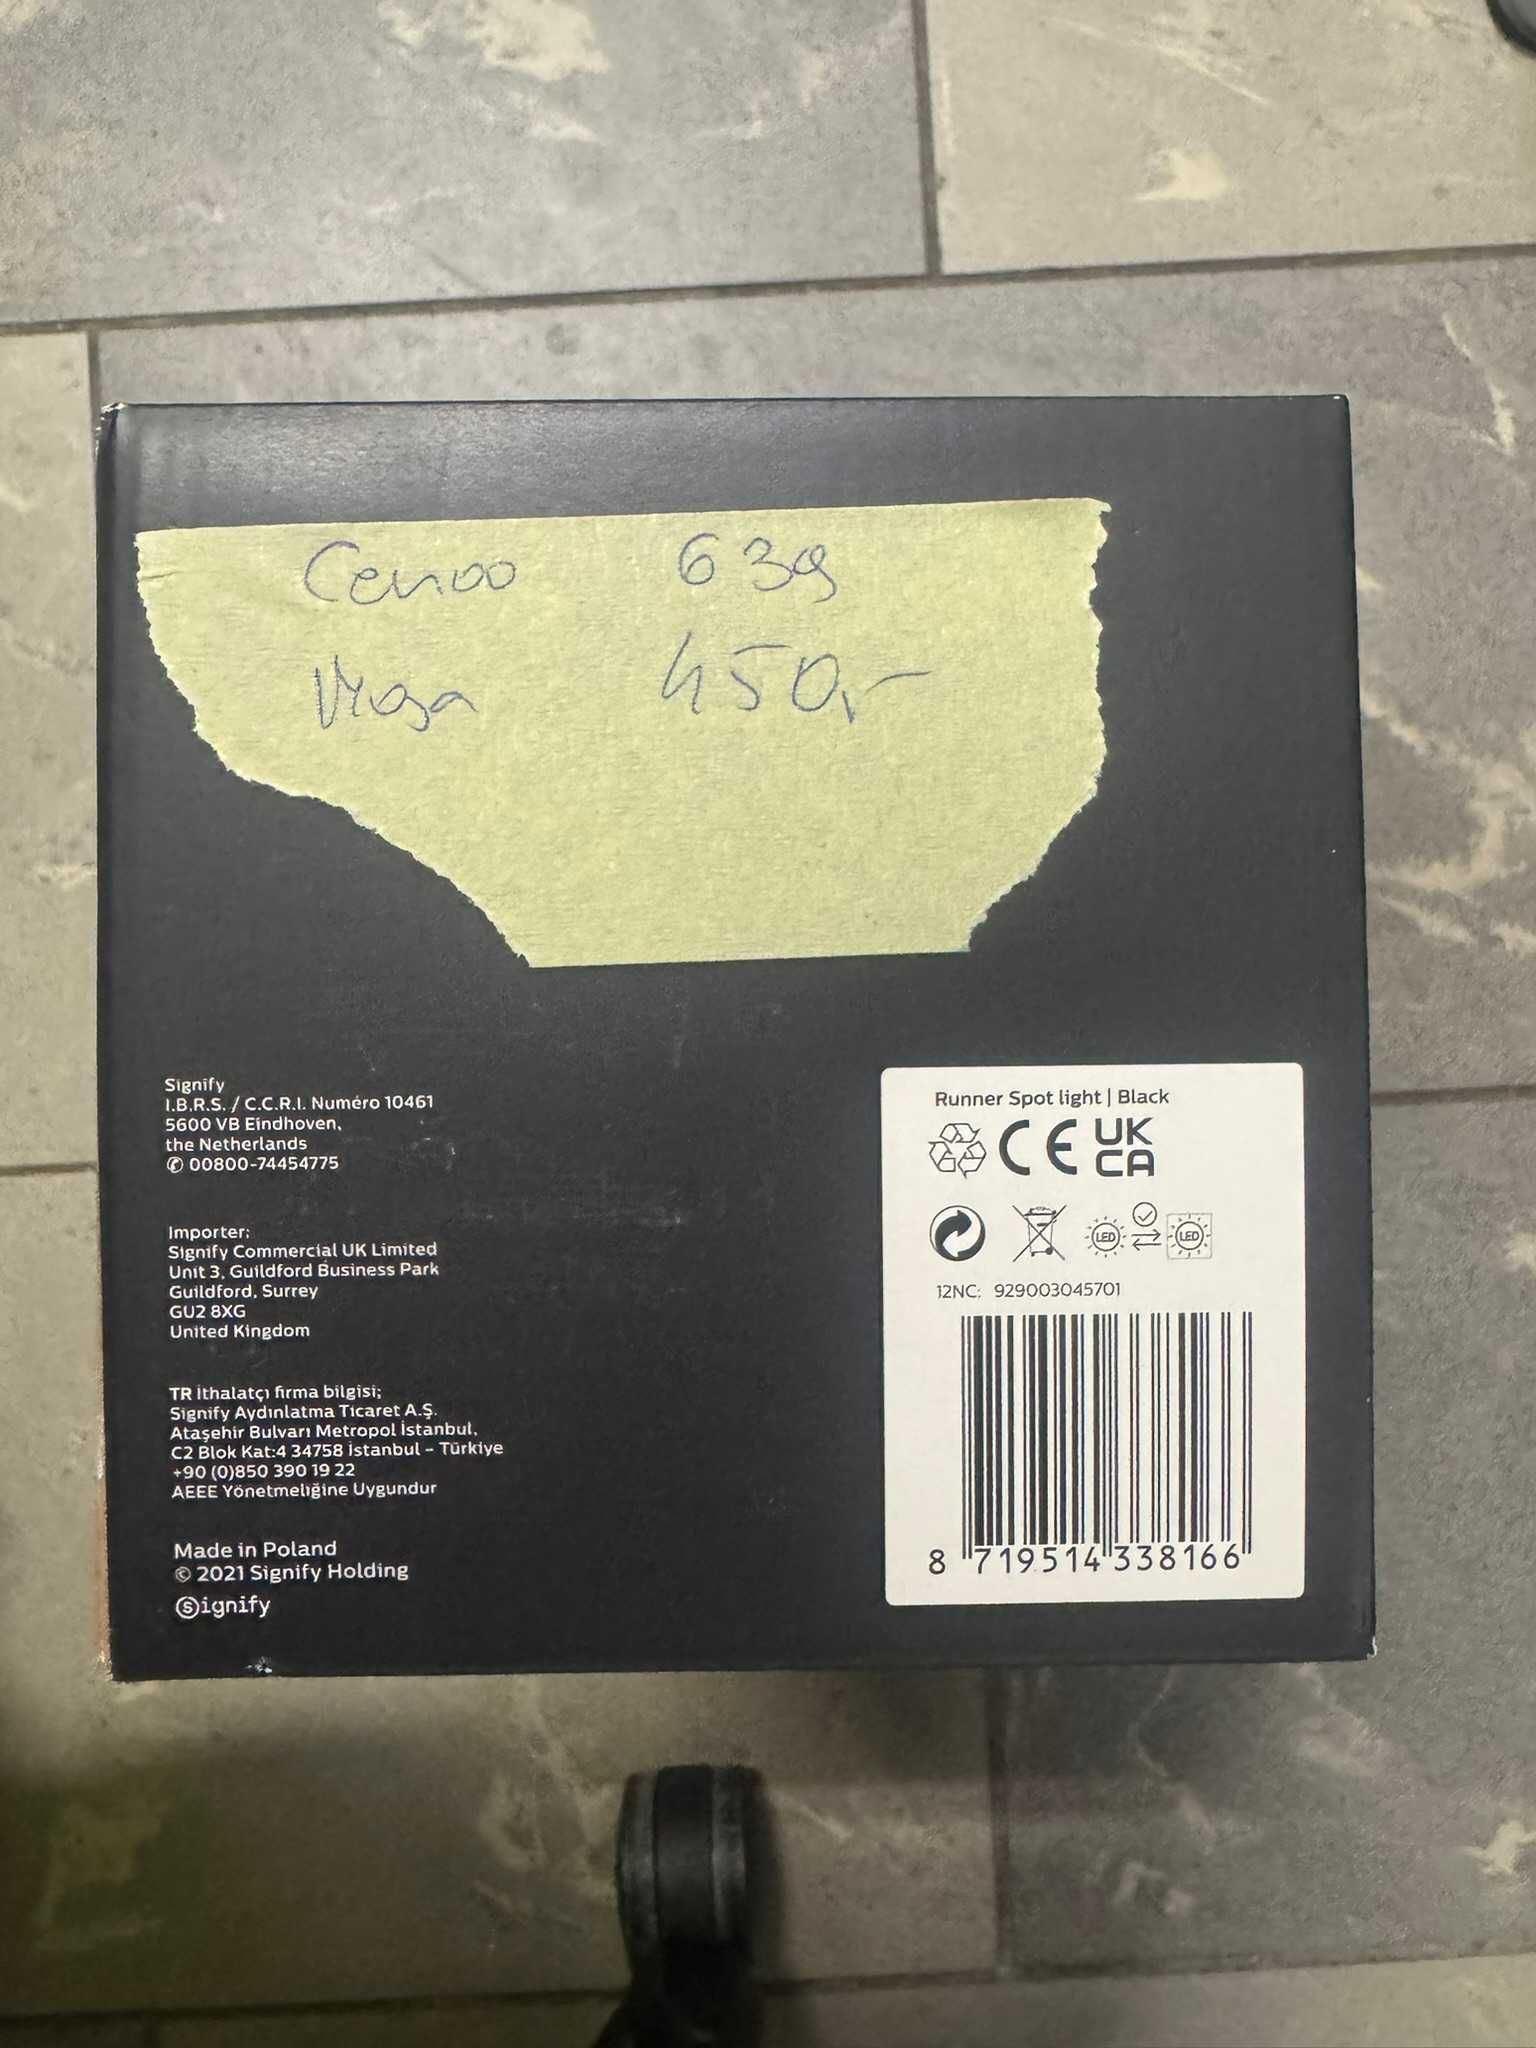 Cenoo 639
450,-
Signify
I.B.R.S. / C.C.R.I. Numéro 10461
5600 VB Eindhoven,
the Netherlands
✆ 00800-74454775
Importer:
Signify Commercial UK Limited
Unit 3, Guildford Business Park
Guildford, Surrey
GU2 8XG
United Kingdom
TR İthalatçı firma bilgisi;
Signify Aydınlatma Ticaret A.Ş.
Ataşehir Bulvarı Metropol İstanbul,
C2 Blok Kat:4 34758 İstanbul – Türkiye
+90 (0)850 390 19 22
AEEE Yönetmeliğine Uygundur
Made in Poland
© 2021 Signify Holding
Signify
Runner Spot light | Black
CE UK
CA
LED LED
12NC: 929003045701
8 719514 338166